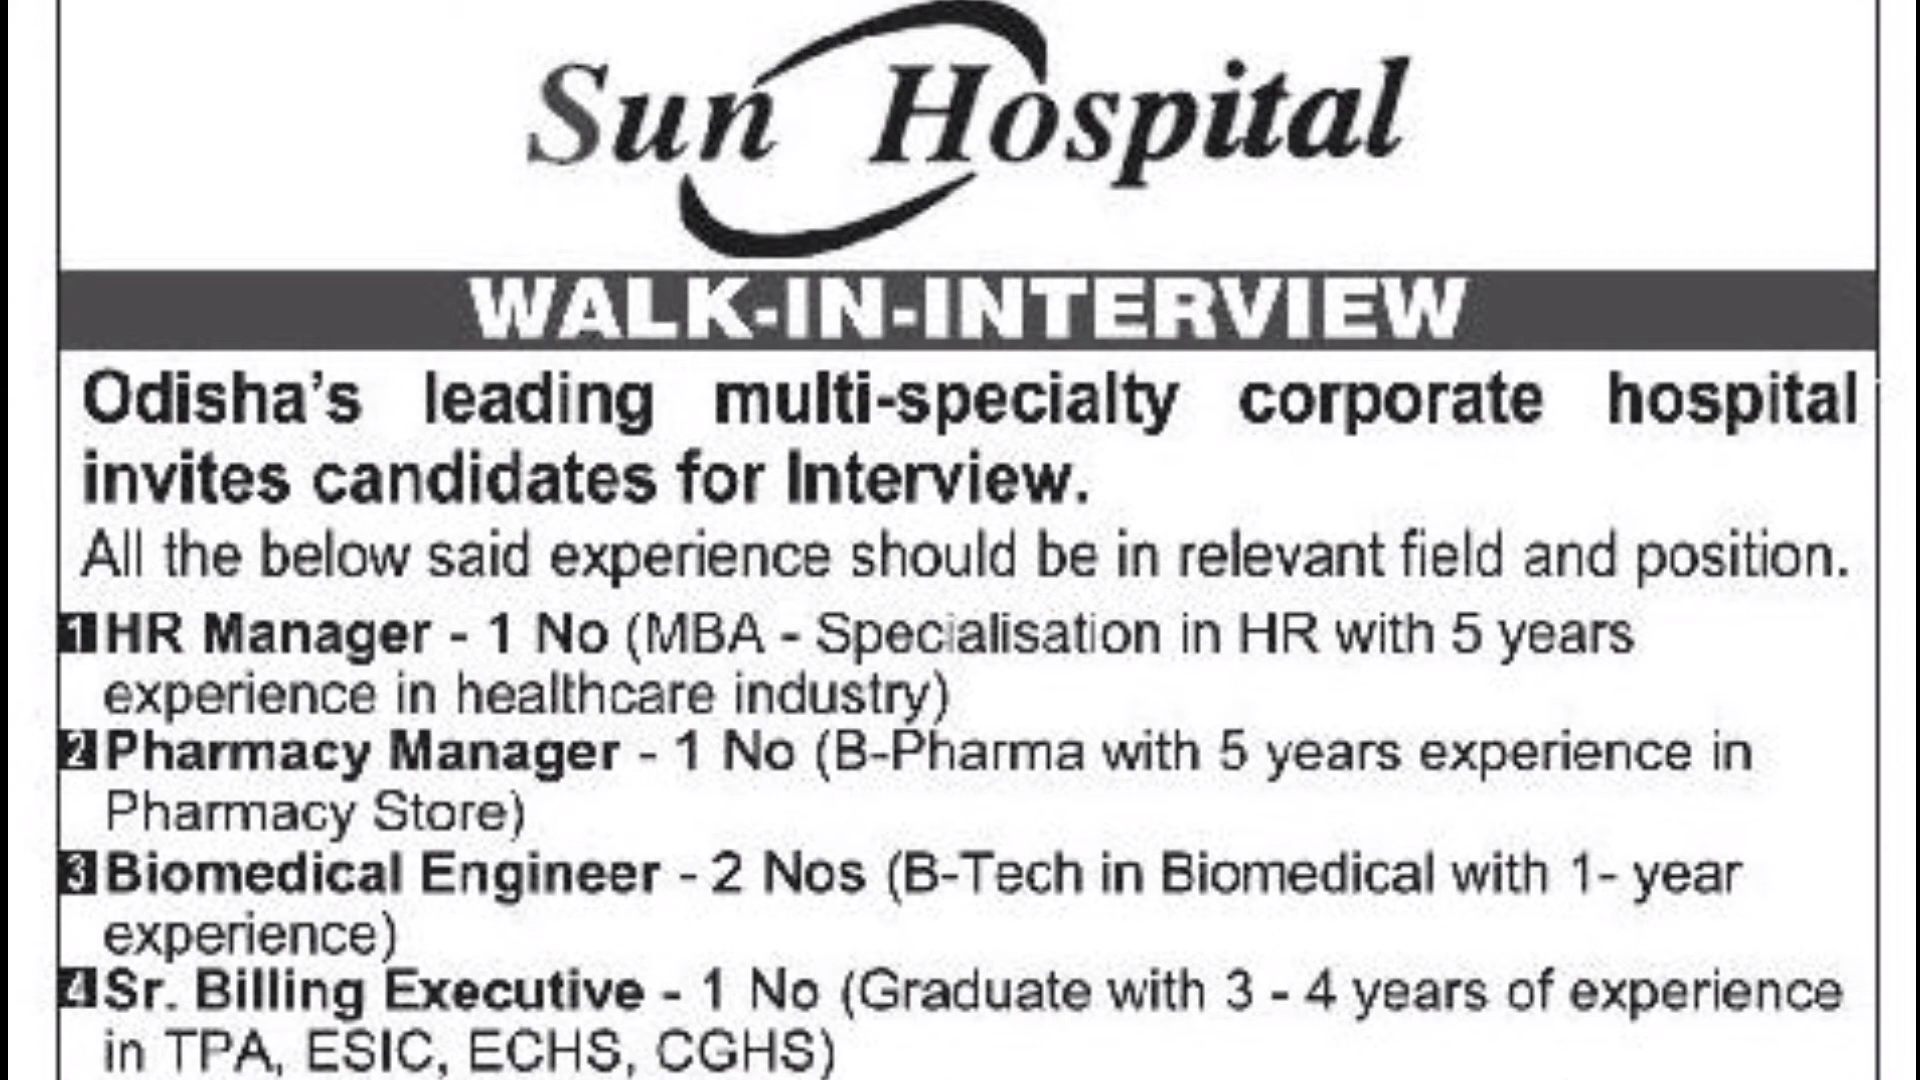 Sun Hospital
WALK-IN-INTERVIEW
Odisha's leading multi-specialty corporate hospital
invites candidates for Interview.
All the below said experience should be in relevant field and position.
1 HR Manager - 1 No (MBA - Specialisation in HR with 5 years
experience in healthcare industry)
2 Pharmacy Manager - 1 No (B-Pharma with 5 years experience in
Pharmacy Store)
3 Biomedical Engineer - 2 Nos (B-Tech in Biomedical with 1- year
experience)
4 Sr. Billing Executive - 1 No (Graduate with 3 - 4 years of experience
in TPA, ESIC, ECHS, CGHS)